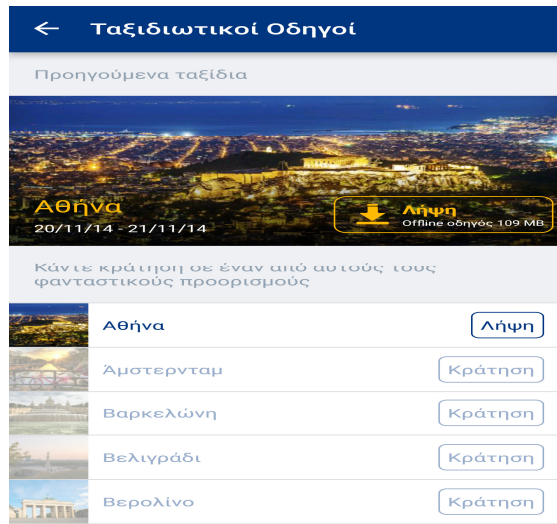 Ταξιδιωτικοί Οδηγοί
Προηγούμενα ταξίδια
Αθήνα
20/11/14 - 21/11/14
Λήψη
Offline οδηγός 109 MB
Κάντε κράτηση σε έναν από αυτούς τους
φανταστικούς προορισμούς
Αθήνα
Λήψη
Άμστερνταμ
Κράτηση
Βαρκελώνη
Κράτηση
Βελιγράδι
Κράτηση
Βερολίνο
Κράτηση